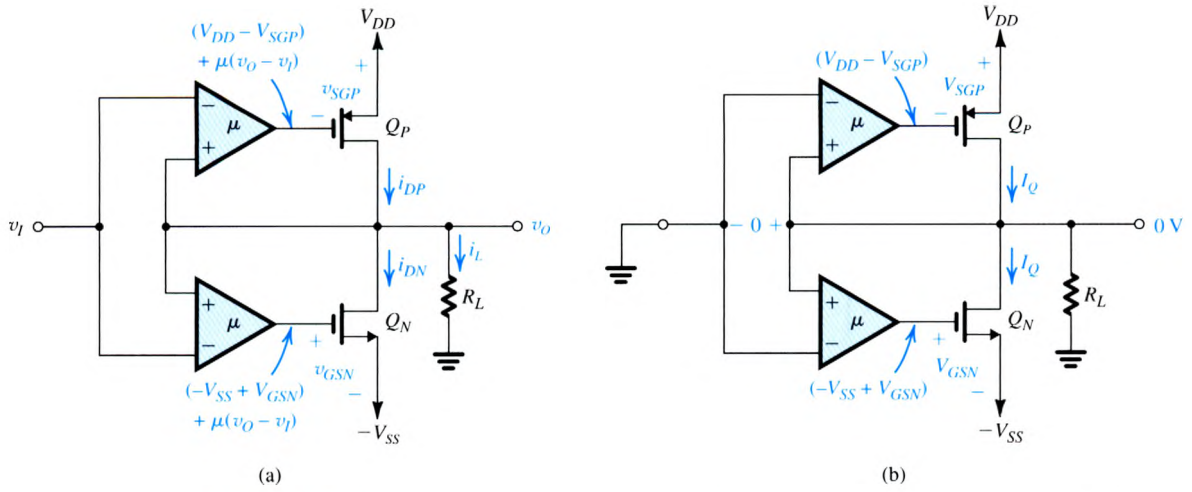 V_DD
(V_DD − V_SGP)
+ μ(v_O − v_I)
+
v_SGP
−
−
μ
+
Q_P
i_DP
v_I
v_O
i_DN
i_L
R_L
+
μ
−
Q_N
+
v_GSN
−
(−V_SS + V_GSN)
+ μ(v_O − v_I)
−V_SS
(a)
V_DD
(V_DD − V_SGP)
+
V_SGP
−
−
μ
+
Q_P
I_Q
− 0 +
0 V
I_Q
R_L
+
μ
−
Q_N
+
V_GSN
−
(−V_SS + V_GSN)
−V_SS
(b)